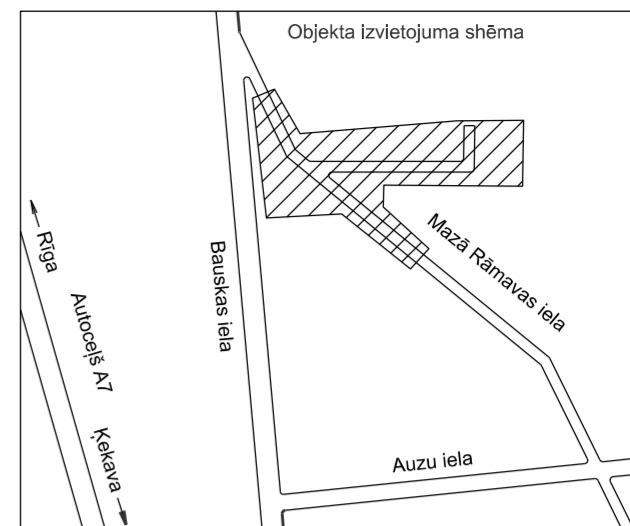 Objekta izvietojuma shēma
Rīga
Autoceļš A7
Ķekava
Bauskas iela
Mazā Rāmavas iela
Auzu iela